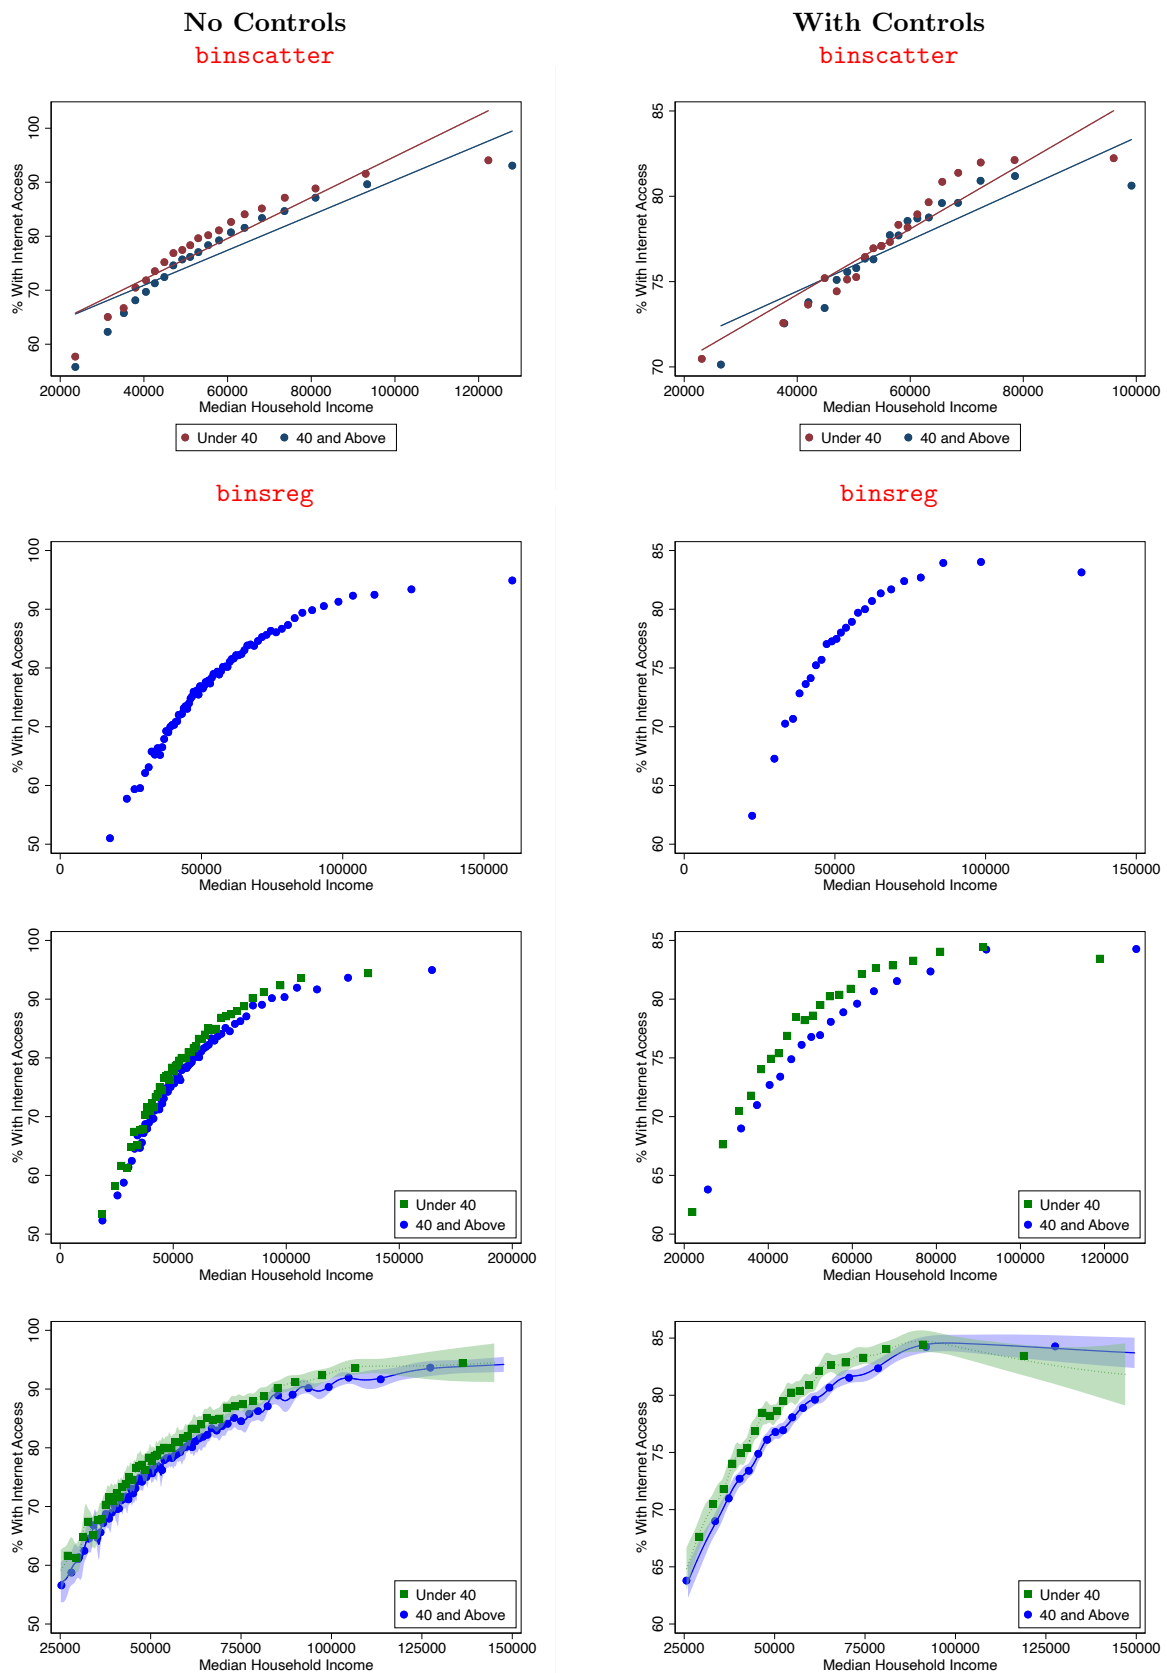 No Controls
With Controls
binscatter
binscatter
% With Internet Access
100
90
80
70
60
20000 40000 60000 80000 100000 120000
Median Household Income
Under 40 40 and Above
% With Internet Access
85
80
75
70
20000 40000 60000 80000 100000
Median Household Income
Under 40 40 and Above
binsreg
binsreg
% With Internet Access
100
90
80
70
60
50
0 50000 100000 150000
Median Household Income
% With Internet Access
85
80
75
70
65
60
0 50000 100000 150000
Median Household Income
% With Internet Access
100
90
80
70
60
50
Under 40
40 and Above
0 50000 100000 150000 200000
Median Household Income
% With Internet Access
85
80
75
70
65
60
Under 40
40 and Above
20000 40000 60000 80000 100000 120000
Median Household Income
% With Internet Access
100
90
80
70
60
50
Under 40
40 and Above
25000 50000 75000 100000 125000 150000
Median Household Income
% With Internet Access
85
80
75
70
65
60
Under 40
40 and Above
25000 50000 75000 100000 125000 150000
Median Household Income